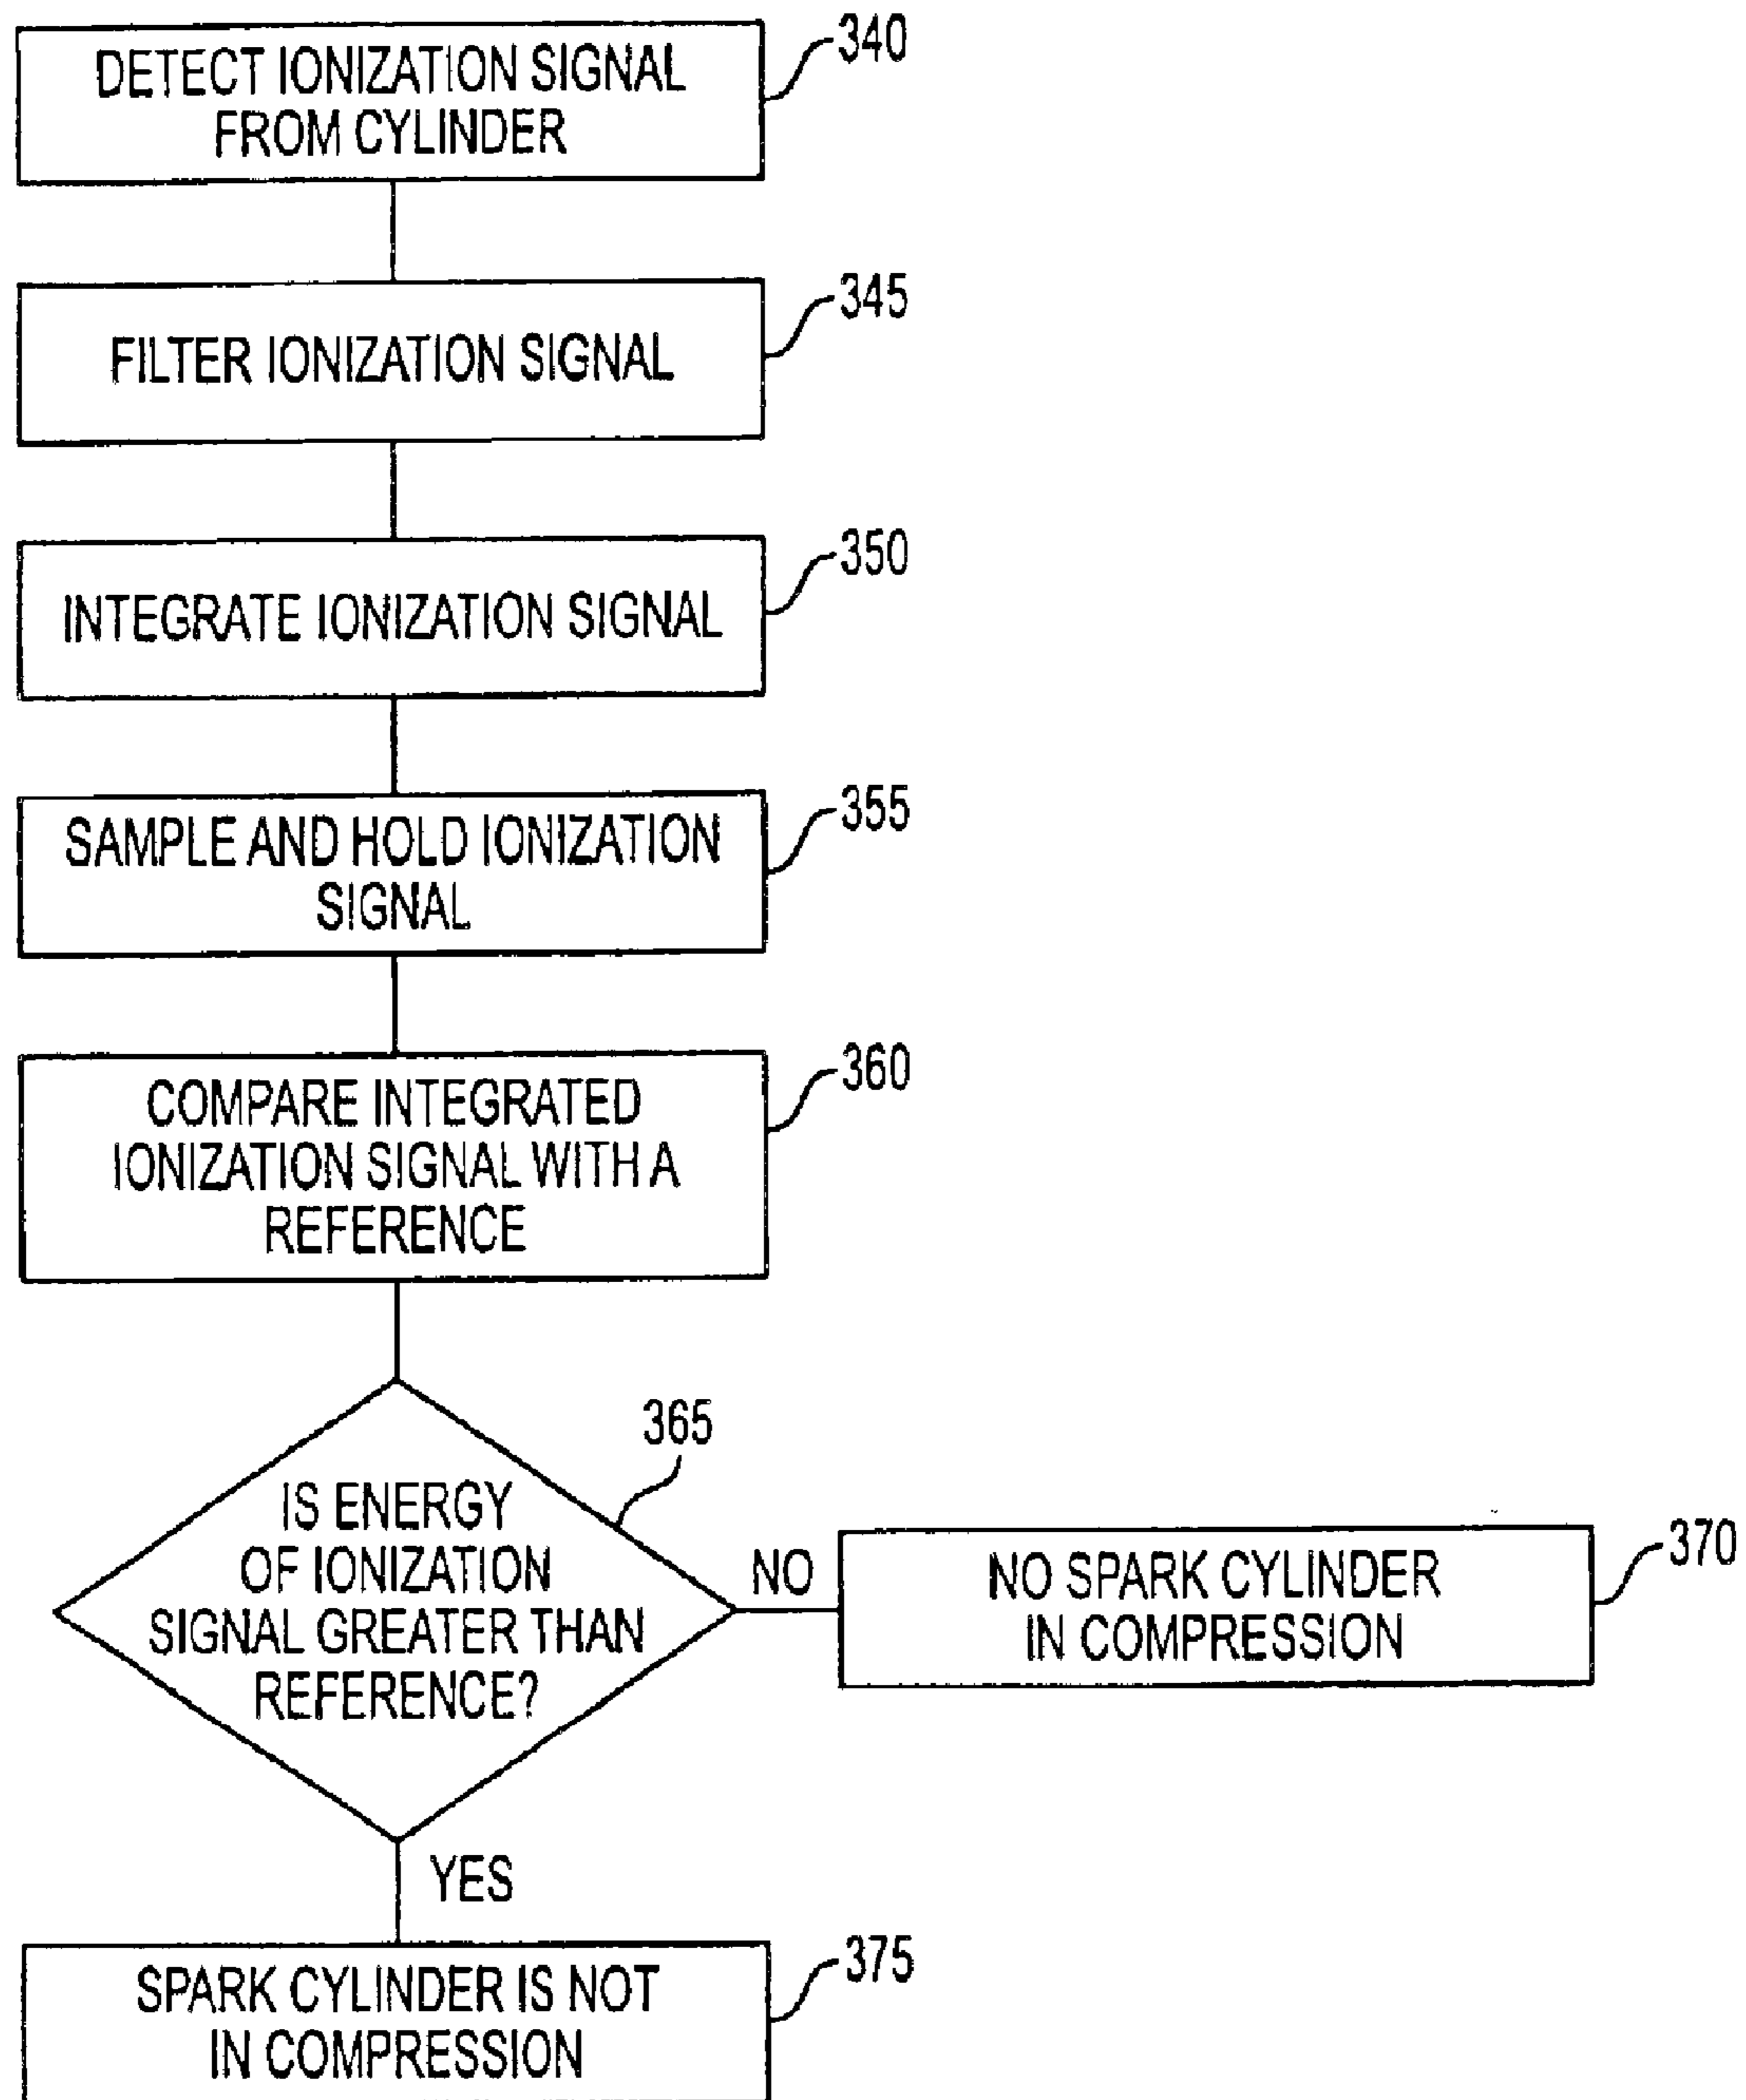 DETECT IONIZATION SIGNAL
FROM CYLINDER
340
FILTER IONIZATION SIGNAL
345
INTEGRATE IONIZATION SIGNAL
350
SAMPLE AND HOLD IONIZATION
SIGNAL
355
COMPARE INTEGRATED
IONIZATION SIGNAL WITH A
REFERENCE
360
365
IS ENERGY
OF IONIZATION
SIGNAL GREATER THAN
REFERENCE?
NO
NO SPARK CYLINDER
IN COMPRESSION
370
YES
SPARK CYLINDER IS NOT
IN COMPRESSION
375